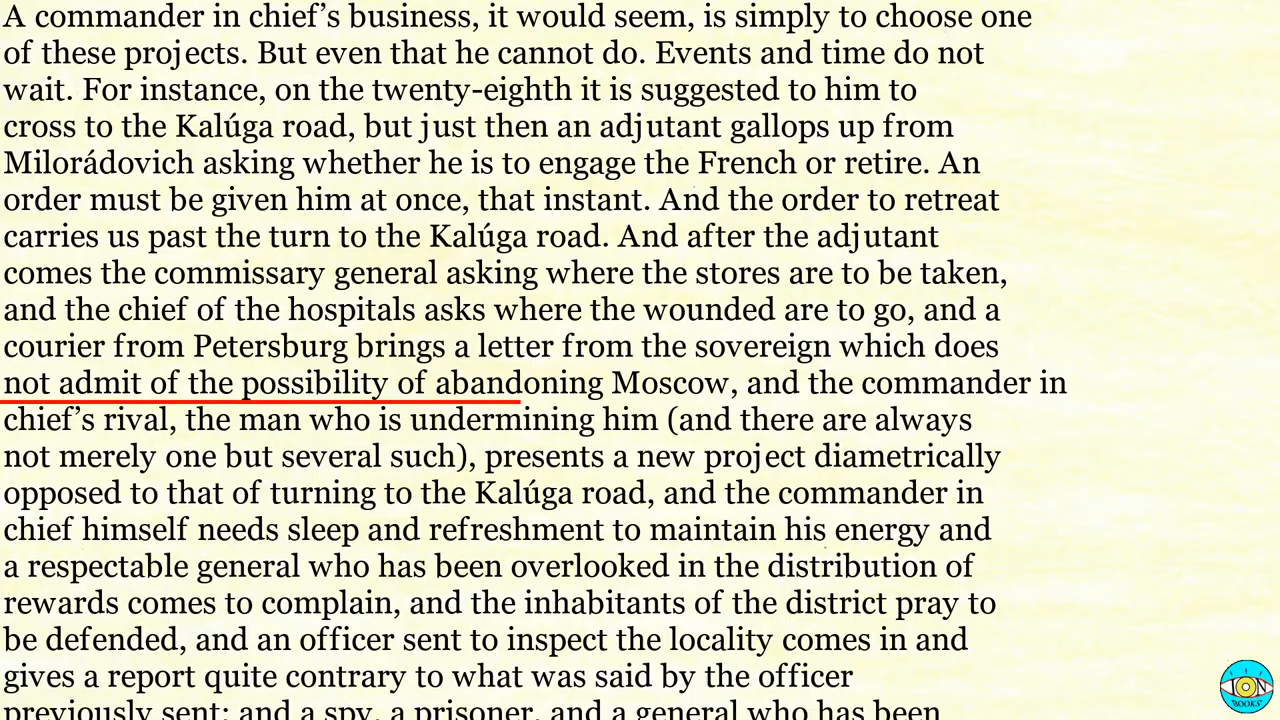 A commander in chief’s business, it would seem, is simply to choose one
of these projects. But even that he cannot do. Events and time do not
wait. For instance, on the twenty-eighth it is suggested to him to
cross to the Kalúga road, but just then an adjutant gallops up from
Milorádovich asking whether he is to engage the French or retire. An
order must be given him at once, that instant. And the order to retreat
carries us past the turn to the Kalúga road. And after the adjutant
comes the commissary general asking where the stores are to be taken,
and the chief of the hospitals asks where the wounded are to go, and a
courier from Petersburg brings a letter from the sovereign which does
not admit of the possibility of abandoning Moscow, and the commander in
chief’s rival, the man who is undermining him (and there are always
not merely one but several such), presents a new project diametrically
opposed to that of turning to the Kalúga road, and the commander in
chief himself needs sleep and refreshment to maintain his energy and
a respectable general who has been overlooked in the distribution of
rewards comes to complain, and the inhabitants of the district pray to
be defended, and an officer sent to inspect the locality comes in and
gives a report quite contrary to what was said by the officer
previously sent; and a spy, a prisoner, and a general who has been
BOOKS